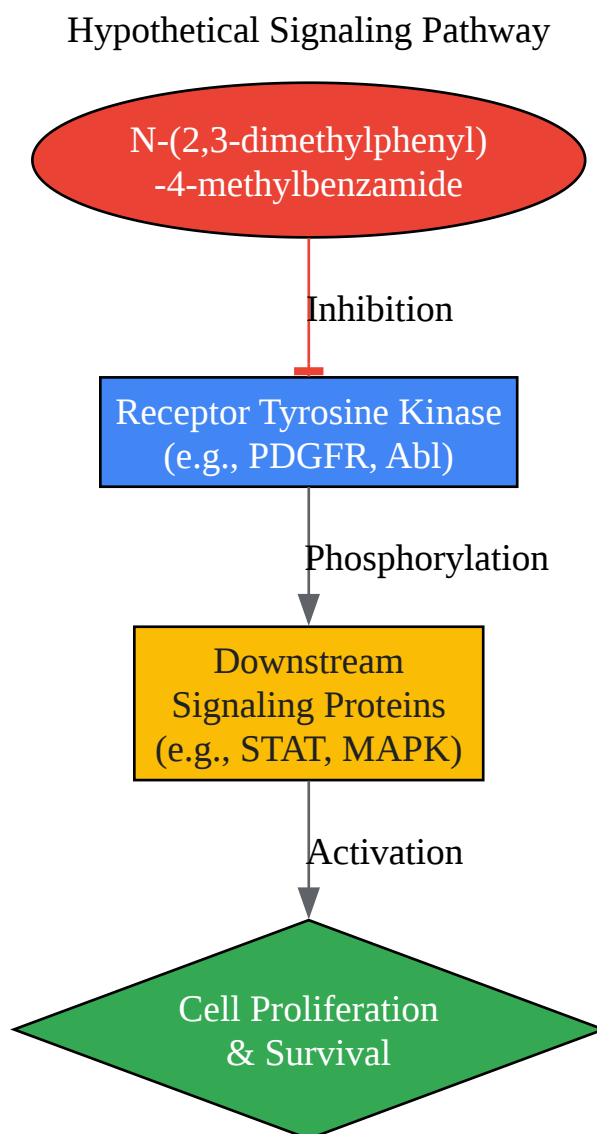 Hypothetical Signaling Pathway
N-(2,3-dimethylphenyl)
-4-methylbenzamide
Inhibition
Receptor Tyrosine Kinase
(e.g., PDGFR, Abl)
Phosphorylation
Downstream
Signaling Proteins
(e.g., STAT, MAPK)
Activation
Cell Proliferation
& Survival